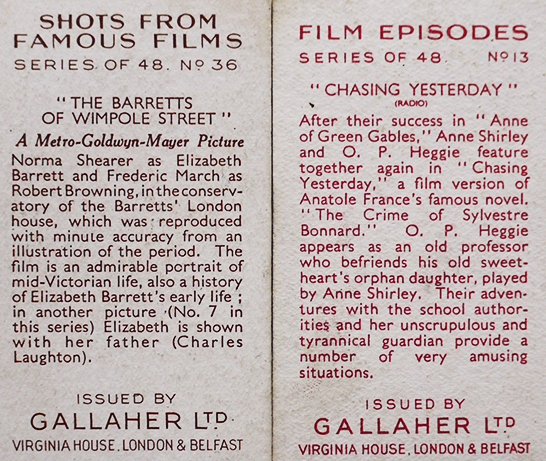 SHOTS FROM
FAMOUS FILMS
SERIES OF 48. Nº 36
"THE BARRETTS
OF WIMPOLE STREET"
A Metro-Goldwyn-Mayer Picture
Norma Shearer as Elizabeth
Barrett and Frederic March as
Robert Browning, in the conserv-
atory of the Barretts' London
house, which was reproduced
with minute accuracy from an
illustration of the period. The
film is an admirable portrait of
mid-Victorian life, also a history
of Elizabeth Barrett's early life ;
in another picture (No. 7 in
this series) Elizabeth is shown
with her father (Charles
Laughton).
ISSUED BY
GALLAHER LTD.
VIRGINIA HOUSE, LONDON & BELFAST
FILM EPISODES
SERIES OF 48. Nº 13
"CHASING YESTERDAY"
(RADIO)
After their success in "Anne
of Green Gables," Anne Shirley
and O. P. Heggie feature
together again in "Chasing
Yesterday," a film version of
Anatole France's famous novel.
"The Crime of Sylvestre
Bonnard." O. P. Heggie
appears as an old professor
who befriends his old sweet-
heart's orphan daughter, played
by Anne Shirley. Their adven-
tures with the school author-
ities and her unscrupulous and
tyrannical guardian provide a
number of very amusing
situations.
ISSUED BY
GALLAHER LTD
VIRGINIA HOUSE, LONDON & BELFAST